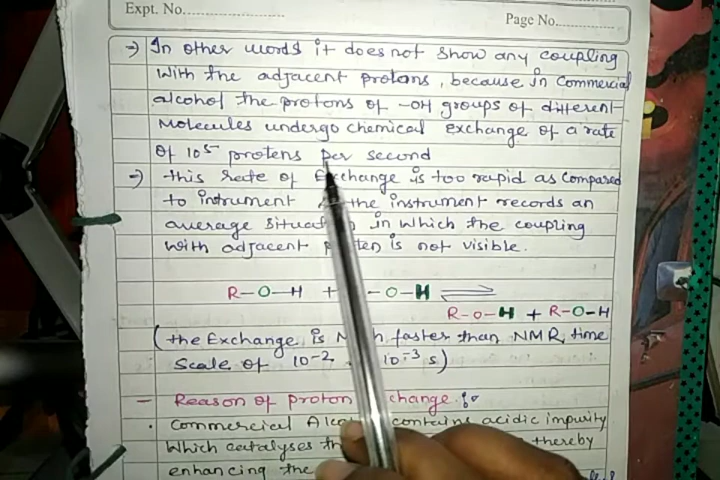 Expt. No.
Page No.
→ In other words it does not show any coupling
with the adjacent protons, because in commercial
alcohol the protons of -OH groups of different
Molecules undergo chemical exchange of a rate
of 10⁵ protens per second
→ this rate of Exchange is too rapid as compared
to intrument the instrument records an
average in which the coupling
with adjacent is not visible.
R-O-H + -O-H ⇌
R-O-H + R-O-H
(the Exchange is faster than NMR time
Scale of 10⁻² 10⁻³ s)
- Reason of proton
· Commercial contains acidic impurity
Which catalyses thereby
enhancing the